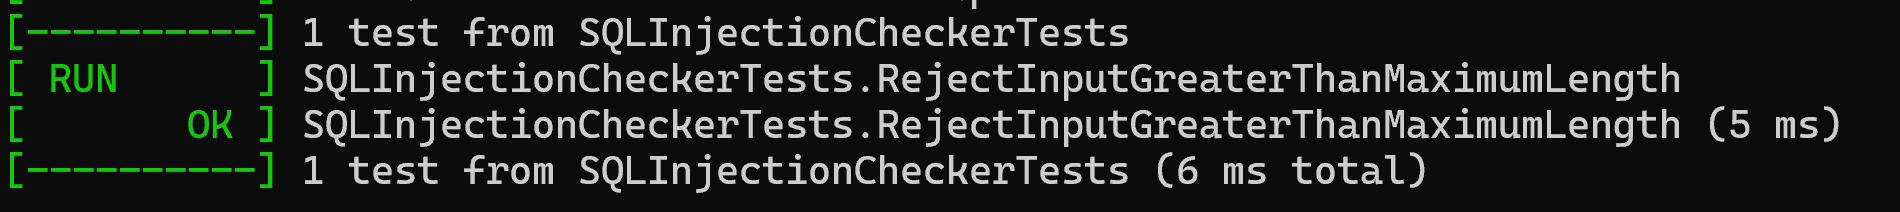 [----------] 1 test from SQLInjectionCheckerTests
[ RUN      ] SQLInjectionCheckerTests.RejectInputGreaterThanMaximumLength
[       OK ] SQLInjectionCheckerTests.RejectInputGreaterThanMaximumLength (5 ms)
[----------] 1 test from SQLInjectionCheckerTests (6 ms total)